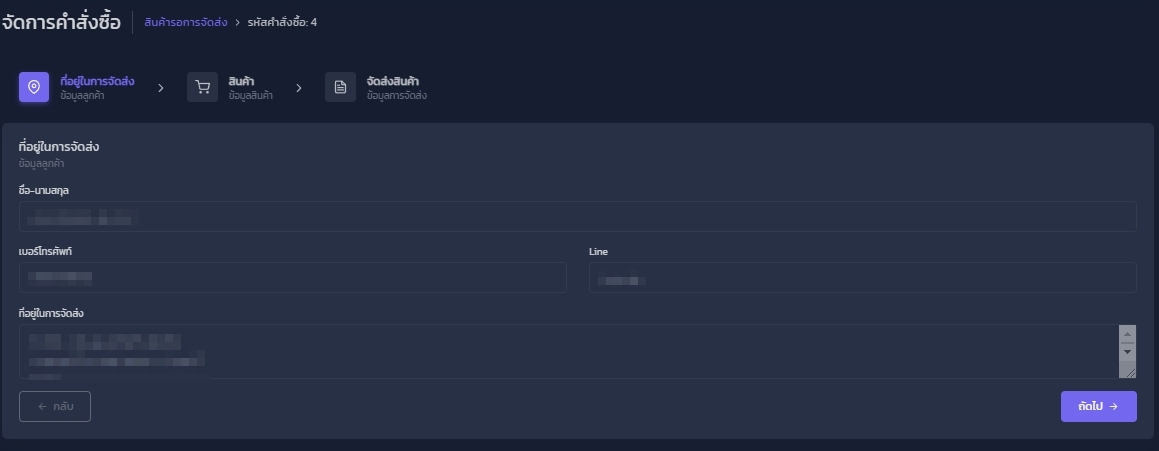 จัดการคำสั่งซื้อ
สินค้ารอการจัดส่ง > รหัสคำสั่งซื้อ: 4
ที่อยู่ในการจัดส่ง
ข้อมูลลูกค้า
สินค้า
ข้อมูลสินค้า
จัดส่งสินค้า
ข้อมูลการจัดส่ง
ที่อยู่ในการจัดส่ง
ข้อมูลลูกค้า
ชื่อ-นามสกุล
เบอร์โทรศัพท์
Line
ที่อยู่ในการจัดส่ง
← กลับ
ถัดไป →